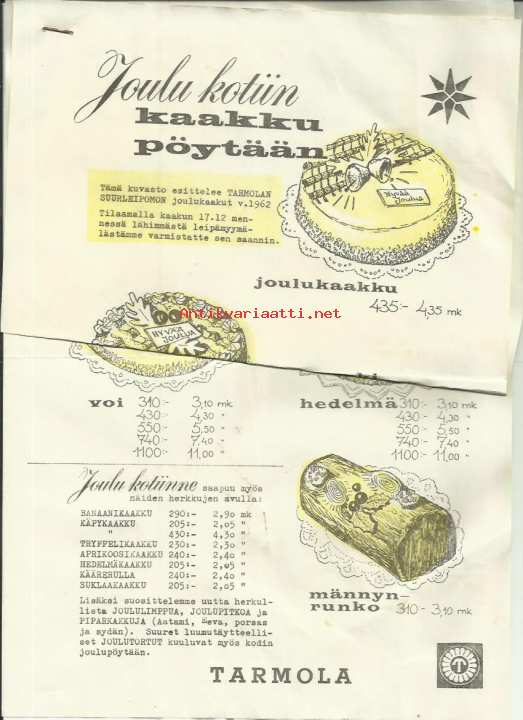 Joulu kotiin
kaakku
pöytään
Tämä kuvasto esittelee TARMOLAN
SUURLEIPOMON joulukaakut v.1962
Tilaamalla kaakun 17.12 men-
nessä lähimmästä leipämyymä-
lästämme varmistatte sen saannin.
Hyvää
Joulua
joulukaakku
435:- 4,35 mk
Antikvariaatti.net
HYVÄÄ
JOULUA
voi 310:- 3,10 mk
430:- 4,30 "
550:- 5,50 "
740:- 7,40 "
1100:- 11,00 "
hedelmä 310:- 3,10 mk
430:- 4,30 "
550:- 5,50 "
740:- 7,40 "
1100:- 11,00 "
Joulu kotiinne saapuu myös
näiden herkkujen avulla:
BANAANIKAAKKU 290:- 2,90 mk
KÄPYKAAKKU 205:- 2,05 "
" 430:- 4,30 "
TRYFFELIKAAKKU 230:- 2,30 "
APRIKOOSIKAAKKU 240:- 2,40 "
HEDELMÄKAAKKU 205:- 2,05 "
KÄÄRERULLA 240:- 2,40 "
SUKLAAKAAKKU 205:- 2,05 "
Lisäksi suosittelemme uutta herkul-
lista JOULULIMPPUA, JOULUPITKOA ja
PIPARKAKKUJA (Aatami, Eeva, porsas
ja sydän). Suuret luumutäytteelli-
set JOULUTORTUT kuuluvat myös kodin
joulupöytään.
männyn-
runko 310:- 3,10 mk
TARMOLA
T